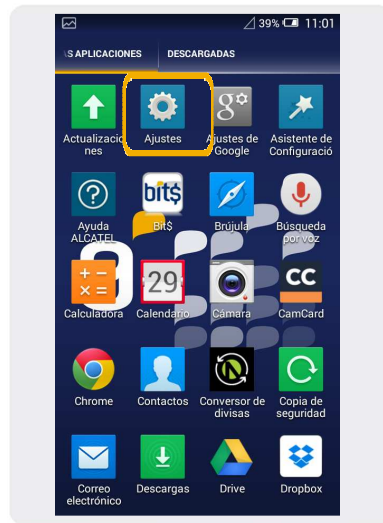 39% 11:01
S APLICACIONES DESCARGADAS
Actualizacio
nes
Ajustes
g
Ajustes de
Google
Asistente de
Configuració
?
Ayuda
ALCATEL
bit$
Bit$
Brújula
Búsqueda
por voz
+ −
× =
Calculadora
29
Calendario
Cámara
CC
CamCard
Chrome
Contactos
N
Conversor de
divisas
Copia de
seguridad
Correo
electrónico
Descargas
Drive
Dropbox